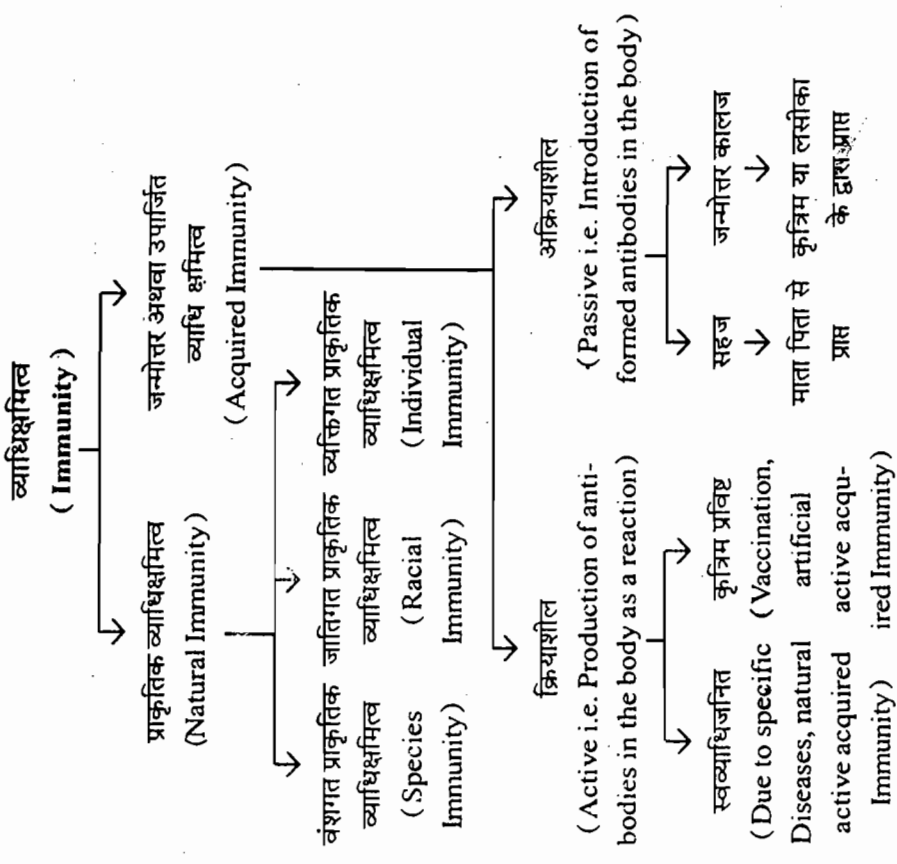 व्याधिक्षमित्व
( Immunity )
प्राकृतिक व्याधिक्षमित्व
(Natural Immunity )
जन्मोत्तर अथवा उपार्जित
व्याधि क्षमित्व
( Acquired Immunity )
वंशगत प्राकृतिक
व्याधिक्षमित्व
( Species
Immunity )
जातिगत प्राकृतिक
व्याधिक्षमित्व
( Racial
Immunity )
व्यक्तिगत प्राकृतिक
व्याधिक्षमित्व
(Individual
Immunity )
क्रियाशील
( Active i.e. Production of anti-
bodies in the body as a reaction )
अक्रियाशील
( Passive i.e. Introduction of
formed antibodies in the body )
स्वव्याधिजनित
( Due to specific
Diseases, natural
active acquired
Immunity )
कृत्रिम प्रविष्ट
( Vaccination,
artificial
active acqu-
ired Immunity )
सहज
माता पिता से
प्राप्त
जन्मोत्तर कालज
कृत्रिम या लसीका
के द्वारा प्राप्त